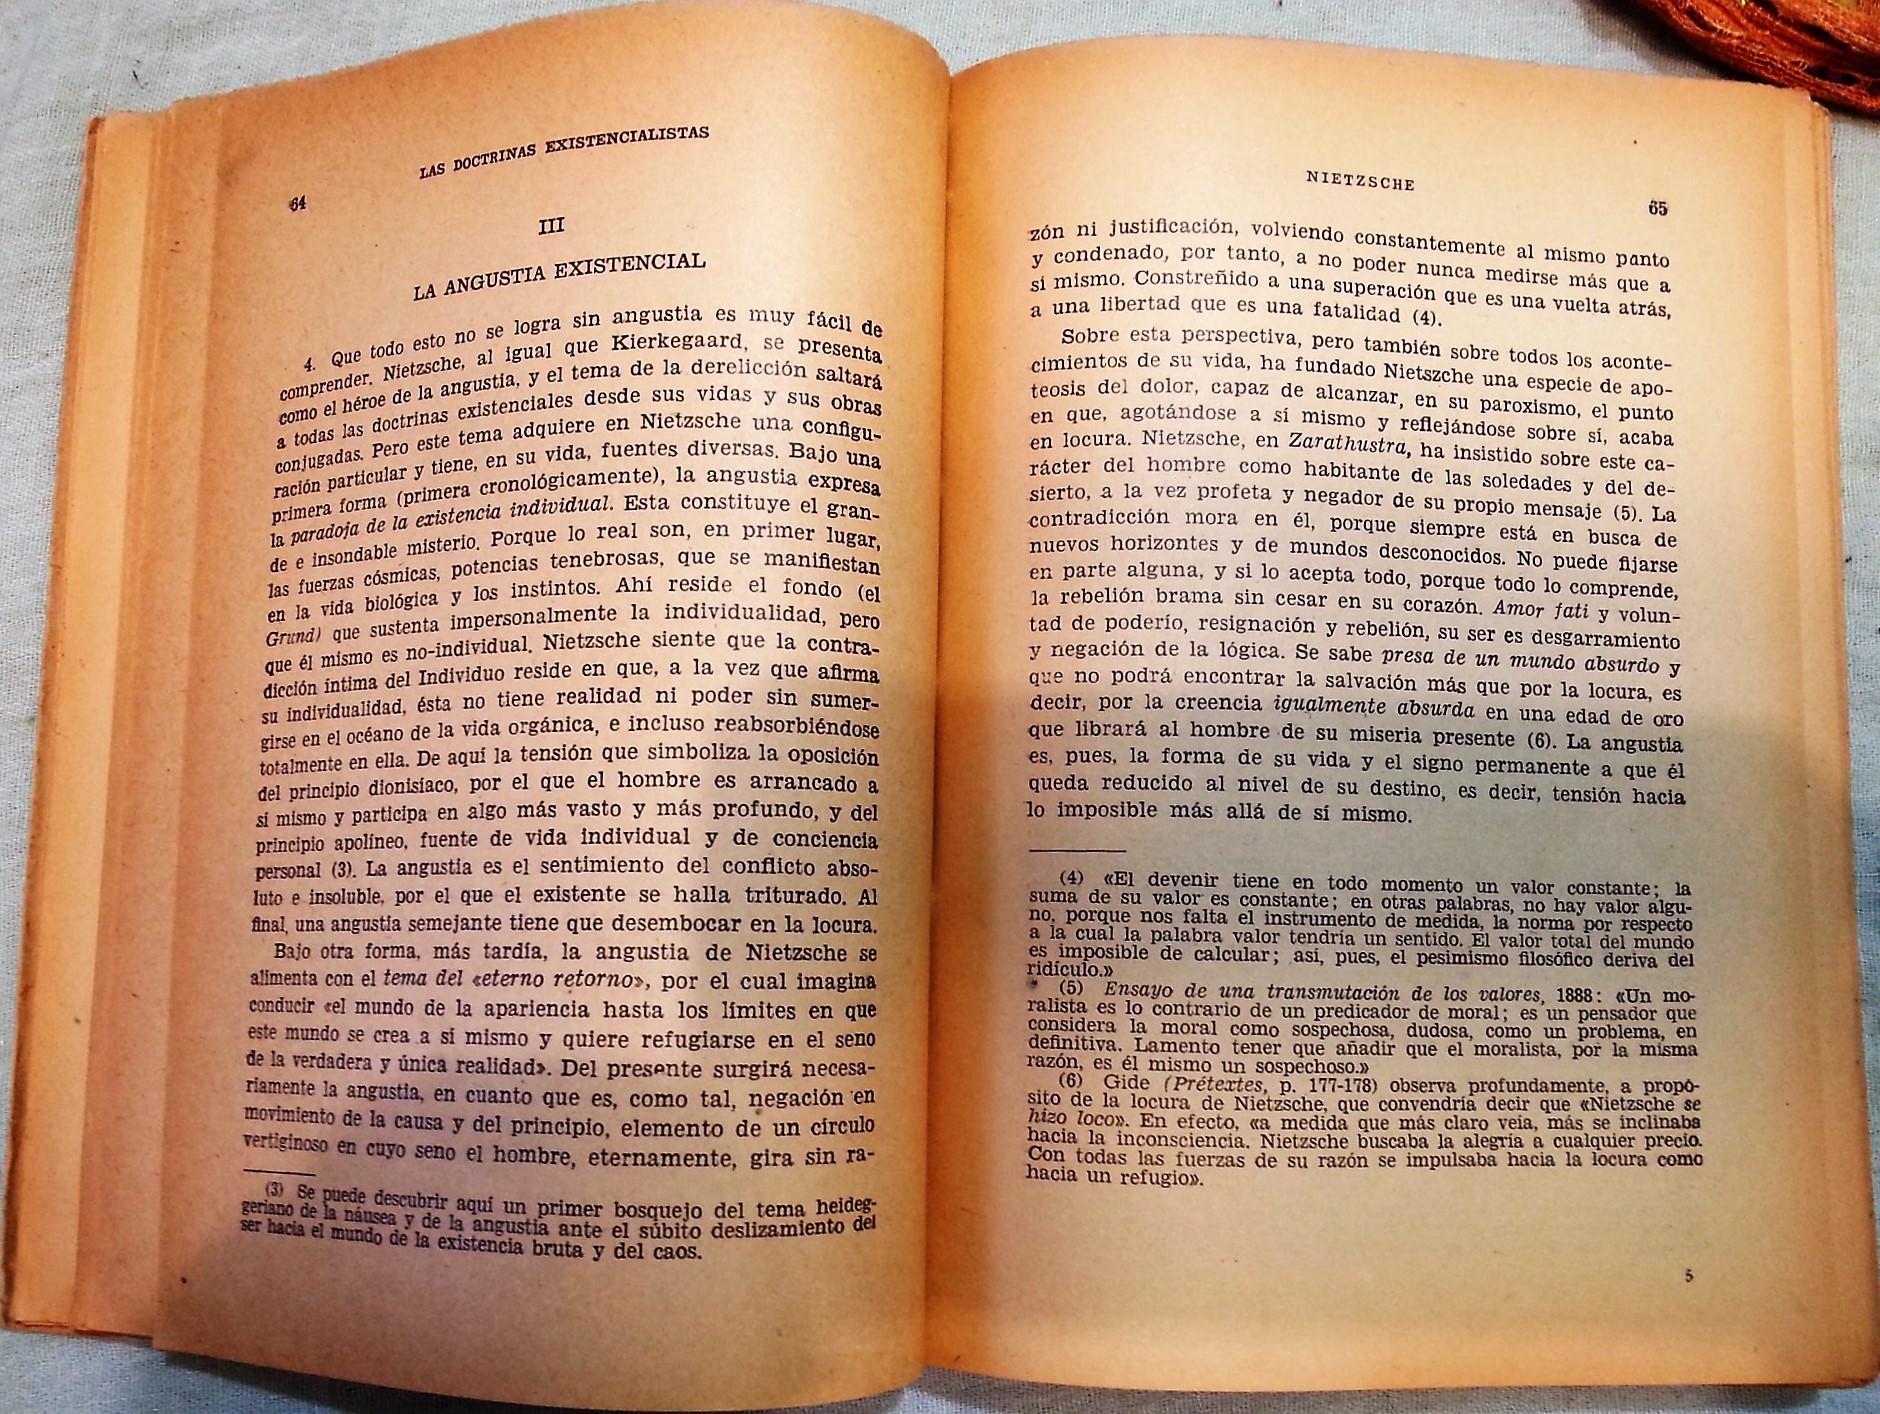 LAS DOCTRINAS EXISTENCIALISTAS
64
III
LA ANGUSTIA EXISTENCIAL
4. Que todo esto no se logra sin angustia es muy fácil de
comprender. Nietzsche, al igual que Kierkegaard, se presenta
como el héroe de la angustia, y el tema de la derelicción saltará
a todas las doctrinas existenciales desde sus vidas y sus obras
conjugadas. Pero este tema adquiere en Nietzsche una configu-
ración particular y tiene, en su vida, fuentes diversas. Bajo una
primera forma (primera cronológicamente), la angustia expresa
la paradoja de la existencia individual. Esta constituye el gran-
de e insondable misterio. Porque lo real son, en primer lugar,
las fuerzas cósmicas, potencias tenebrosas, que se manifiestan
en la vida biológica y los instintos. Ahí reside el fondo (el
Grund) que sustenta impersonalmente la individualidad, pero
que él mismo es no-individual. Nietzsche siente que la contra-
dicción íntima del Individuo reside en que, a la vez que afirma
su individualidad, ésta no tiene realidad ni poder sin sumer-
girse en el océano de la vida orgánica, e incluso reabsorbiéndose
totalmente en ella. De aquí la tensión que simboliza la oposición
del principio dionisíaco, por el que el hombre es arrancado a
sí mismo y participa en algo más vasto y más profundo, y del
principio apolíneo, fuente de vida individual y de conciencia
personal (3). La angustia es el sentimiento del conflicto abso-
luto e insoluble, por el que el existente se halla triturado. Al
final, una angustia semejante tiene que desembocar en la locura.
Bajo otra forma, más tardía, la angustia de Nietzsche se
alimenta con el tema del «eterno retorno», por el cual imagina
conducir «el mundo de la apariencia hasta los límites en que
este mundo se crea a sí mismo y quiere refugiarse en el seno
de la verdadera y única realidad». Del presente surgirá necesa-
riamente la angustia, en cuanto que es, como tal, negación en
movimiento de la causa y del principio, elemento de un círculo
vertiginoso en cuyo seno el hombre, eternamente, gira sin ra-
(3) Se puede descubrir aquí un primer bosquejo del tema heideg-
geriano de la náusea y de la angustia ante el súbito deslizamiento del
ser hacia el mundo de la existencia bruta y del caos.
NIETZSCHE
65
zón ni justificación, volviendo constantemente al mismo punto
y condenado, por tanto, a no poder nunca medirse más que a
sí mismo. Constreñido a una superación que es una vuelta atrás,
a una libertad que es una fatalidad (4).
Sobre esta perspectiva, pero también sobre todos los aconte-
cimientos de su vida, ha fundado Nietszche una especie de apo-
teosis del dolor, capaz de alcanzar, en su paroxismo, el punto
en que, agotándose a sí mismo y reflejándose sobre sí, acaba
en locura. Nietzsche, en Zarathustra, ha insistido sobre este ca-
rácter del hombre como habitante de las soledades y del de-
sierto, a la vez profeta y negador de su propio mensaje (5). La
contradicción mora en él, porque siempre está en busca de
nuevos horizontes y de mundos desconocidos. No puede fijarse
en parte alguna, y si lo acepta todo, porque todo lo comprende,
la rebelión brama sin cesar en su corazón. Amor fati y volun-
tad de poderío, resignación y rebelión, su ser es desgarramiento
y negación de la lógica. Se sabe presa de un mundo absurdo y
que no podrá encontrar la salvación más que por la locura, es
decir, por la creencia igualmente absurda en una edad de oro
que librará al hombre de su miseria presente (6). La angustia
es, pues, la forma de su vida y el signo permanente a que él
queda reducido al nivel de su destino, es decir, tensión hacia
lo imposible más allá de sí mismo.
(4) «El devenir tiene en todo momento un valor constante; la
suma de su valor es constante; en otras palabras, no hay valor algu-
no, porque nos falta el instrumento de medida, la norma por respecto
a la cual la palabra valor tendría un sentido. El valor total del mundo
es imposible de calcular; así, pues, el pesimismo filosófico deriva del
ridículo.»
(5) Ensayo de una transmutación de los valores, 1888: «Un mo-
ralista es lo contrario de un predicador de moral; es un pensador que
considera la moral como sospechosa, dudosa, como un problema, en
definitiva. Lamento tener que añadir que el moralista, por la misma
razón, es él mismo un sospechoso.»
(6) Gide (Prétextes, p. 177-178) observa profundamente, a propó-
sito de la locura de Nietzsche, que convendría decir que «Nietzsche se
hizo loco». En efecto, «a medida que más claro veía, más se inclinaba
hacia la inconsciencia. Nietzsche buscaba la alegría a cualquier precio.
Con todas las fuerzas de su razón se impulsaba hacia la locura como
hacia un refugio».
5